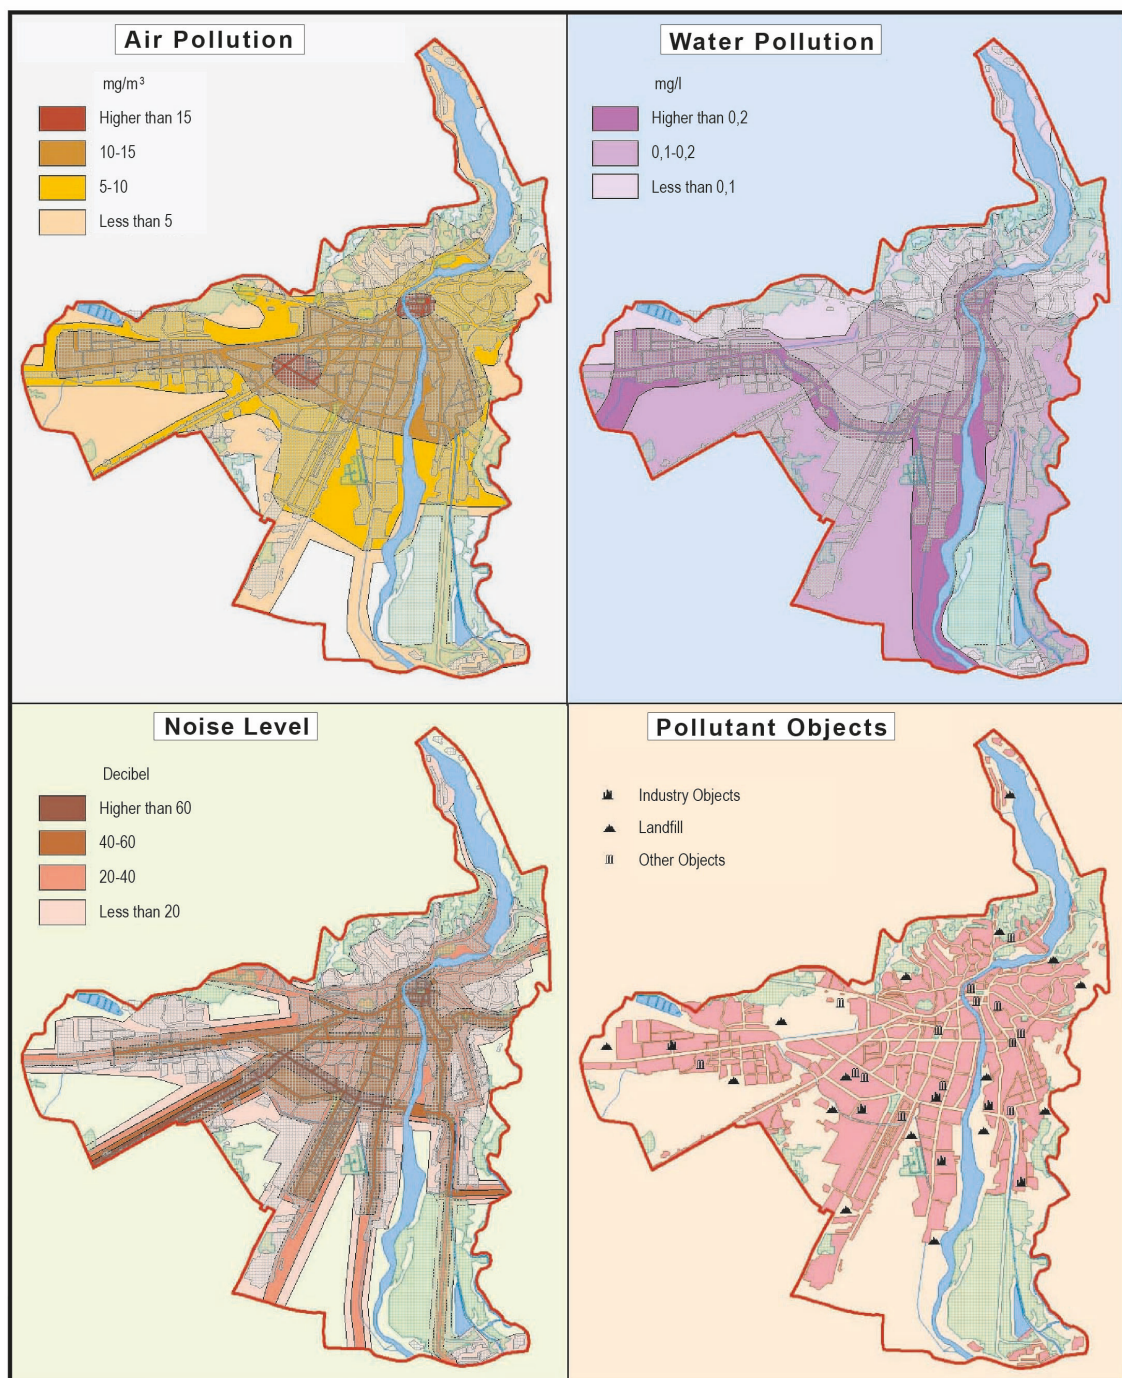 Air Pollution
mg/m³
Higher than 15
10-15
5-10
Less than 5
Water Pollution
mg/l
Higher than 0,2
0,1-0,2
Less than 0,1
Noise Level
Decibel
Higher than 60
40-60
20-40
Less than 20
Pollutant Objects
Industry Objects
Landfill
Other Objects